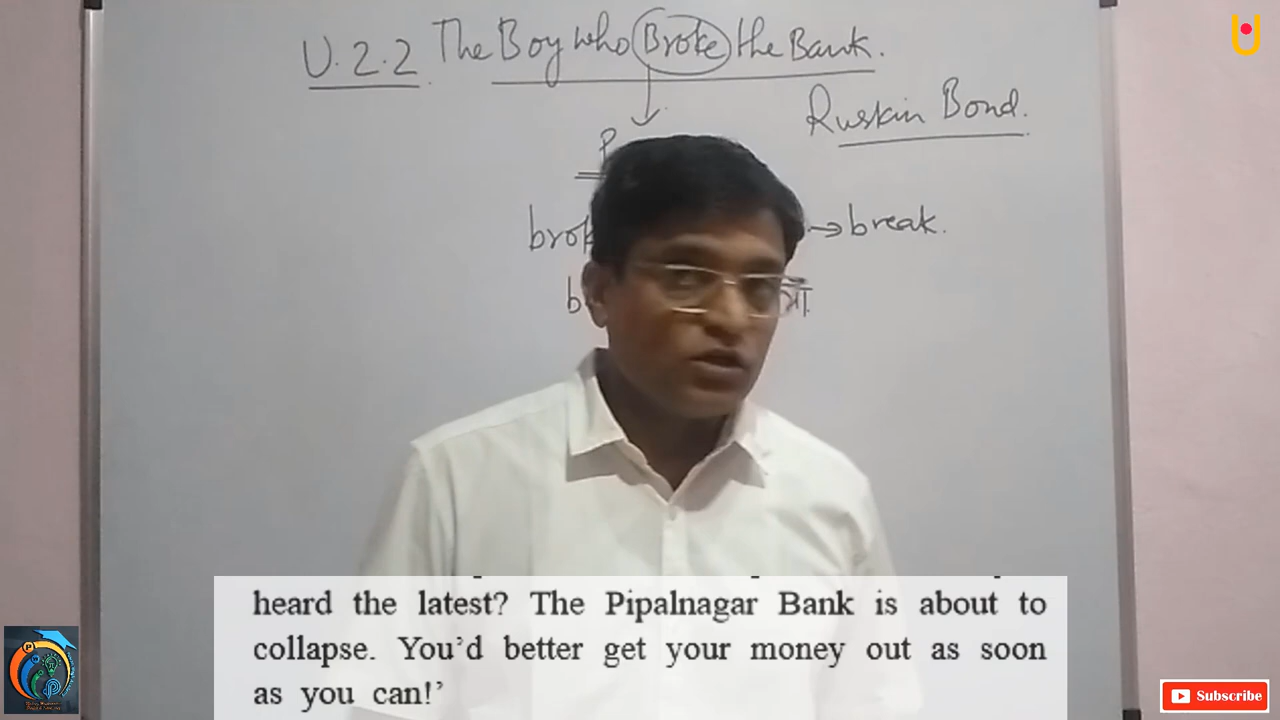 U.2.2 The Boy who Broke the Bank.
Ruskin Bond.
P
→ break.
heard the latest? The Pipalnagar Bank is about to
collapse. You'd better get your money out as soon
as you can!'
Subscribe